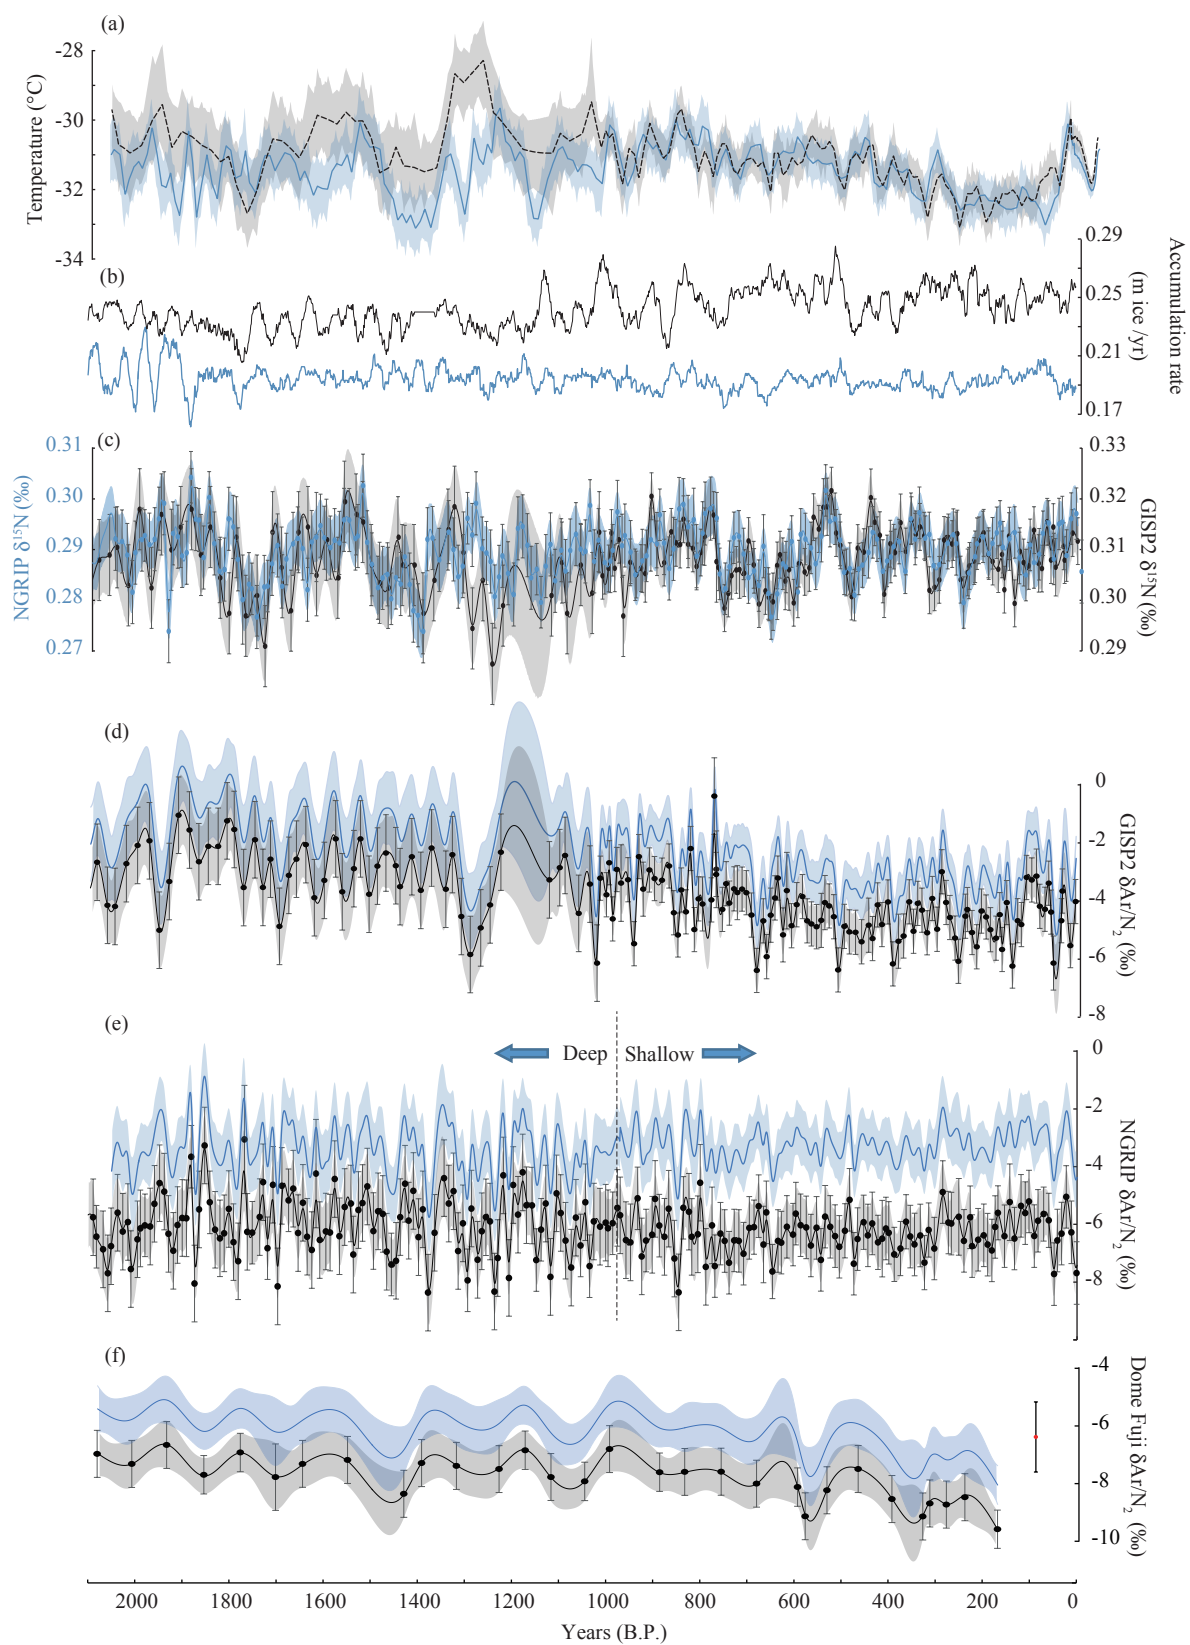 (a)
-28
-30
-32
-34
Temperature (°C)
(b)
0.29
0.25
0.21
0.17
Accumulation rate
(m ice /yr)
(c)
0.31
0.30
0.29
0.28
0.27
NGRIP δ¹⁵N (‰)
0.33
0.32
0.31
0.30
0.29
GISP2 δ¹⁵N (‰)
(d)
0
-2
-4
-6
-8
GISP2 δAr/N₂ (‰)
(e)
Deep
Shallow
0
-2
-4
-6
-8
NGRIP δAr/N₂ (‰)
(f)
-4
-6
-8
-10
Dome Fuji δAr/N₂ (‰)
2000 1800 1600 1400 1200 1000 800 600 400 200 0
Years (B.P.)